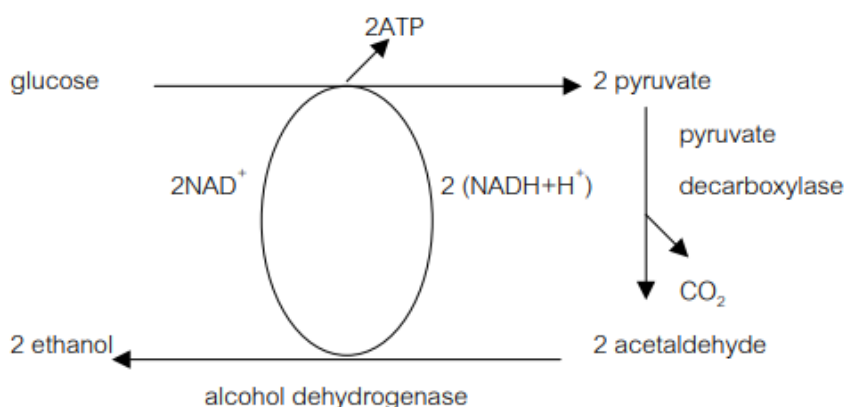 2ATP
glucose
2 pyruvate
pyruvate
2NAD⁺
2 (NADH+H⁺)
decarboxylase
CO₂
2 ethanol
2 acetaldehyde
alcohol dehydrogenase